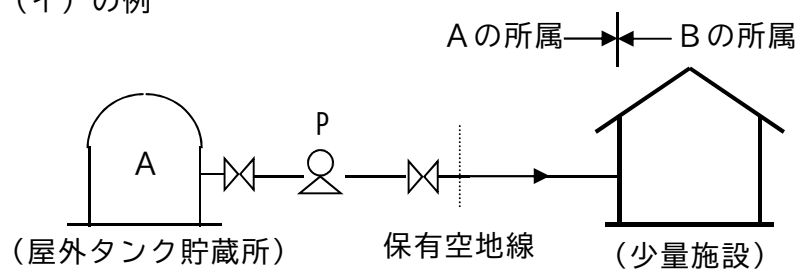 （イ）の例
Ａの所属
Ｂの所属
P
A
（屋外タンク貯蔵所）
保有空地線
（少量施設）